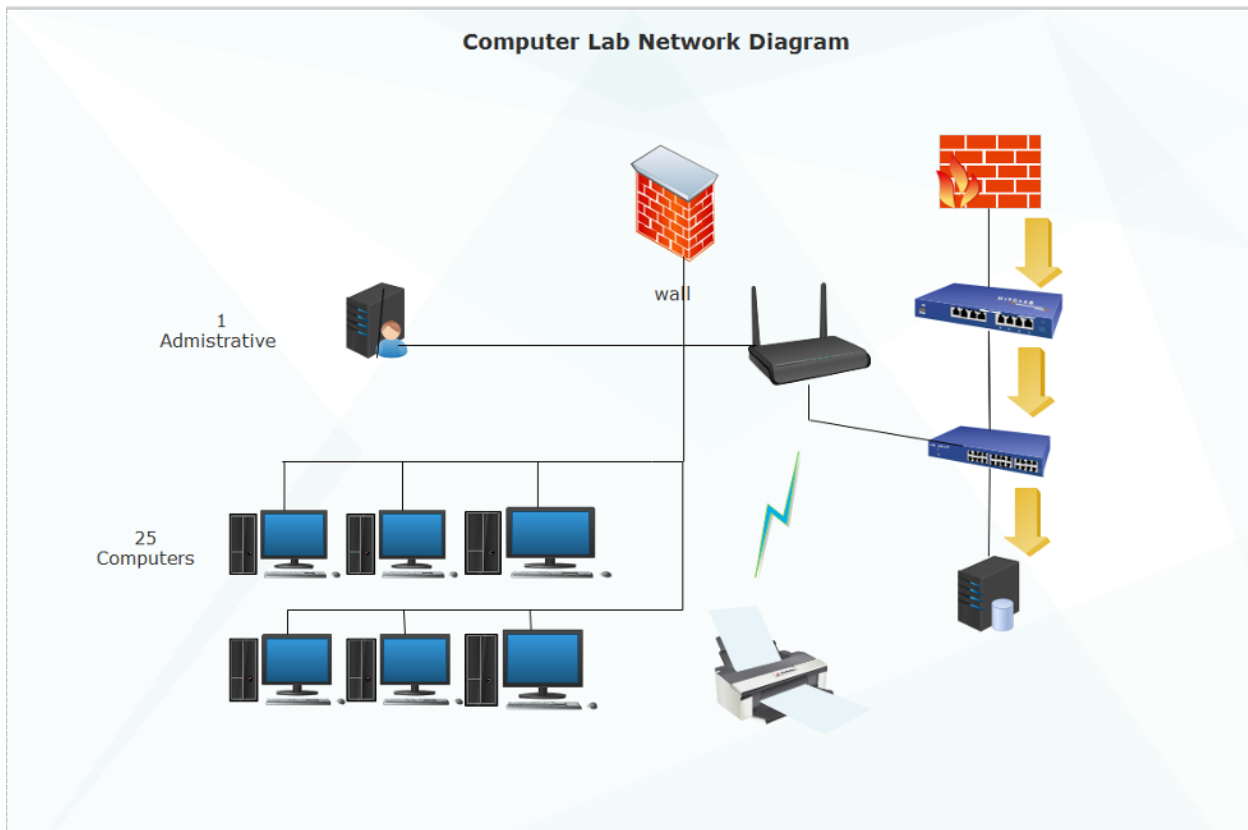 Computer Lab Network Diagram
wall
1
Admistrative
25
Computers